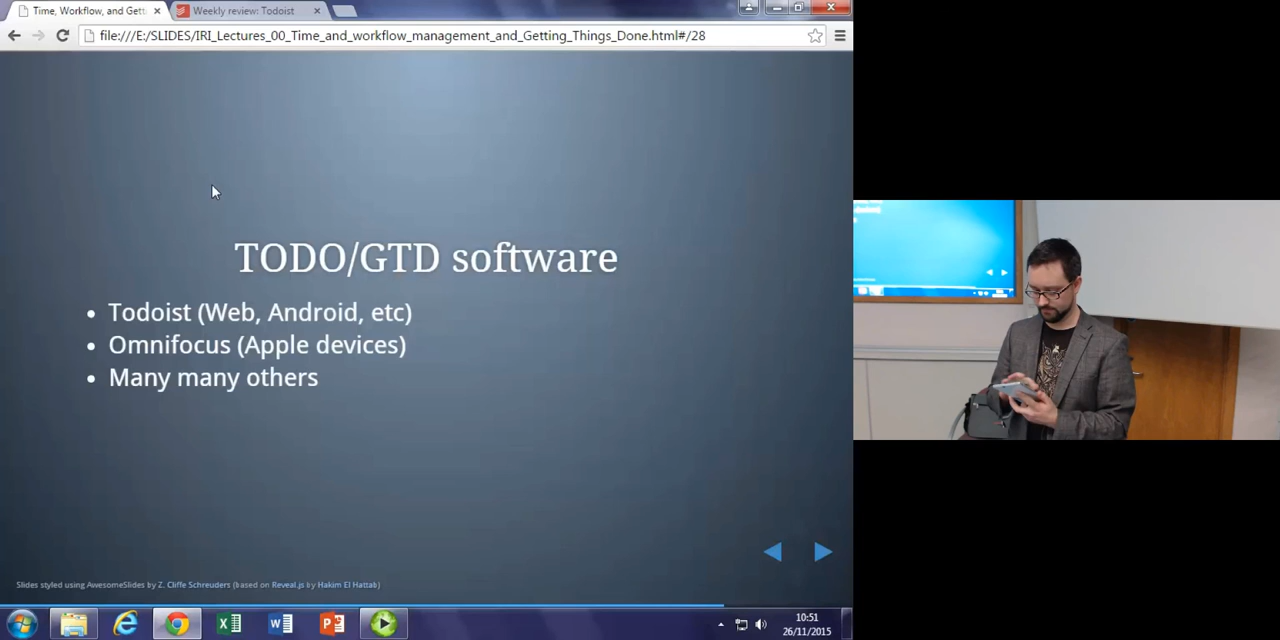 Time, Workflow, and Gett
Weekly review: Todoist
file:///E:/SLIDES/IRI_Lectures_00_Time_and_workflow_management_and_Getting_Things_Done.html#/28
TODO/GTD software
Todoist (Web, Android, etc)
Omnifocus (Apple devices)
Many many others
Slides styled using AwesomeSlides by Z. Cliffe Schreuders (based on Reveal.js by Hakim El Hattab)
10:51
26/11/2015